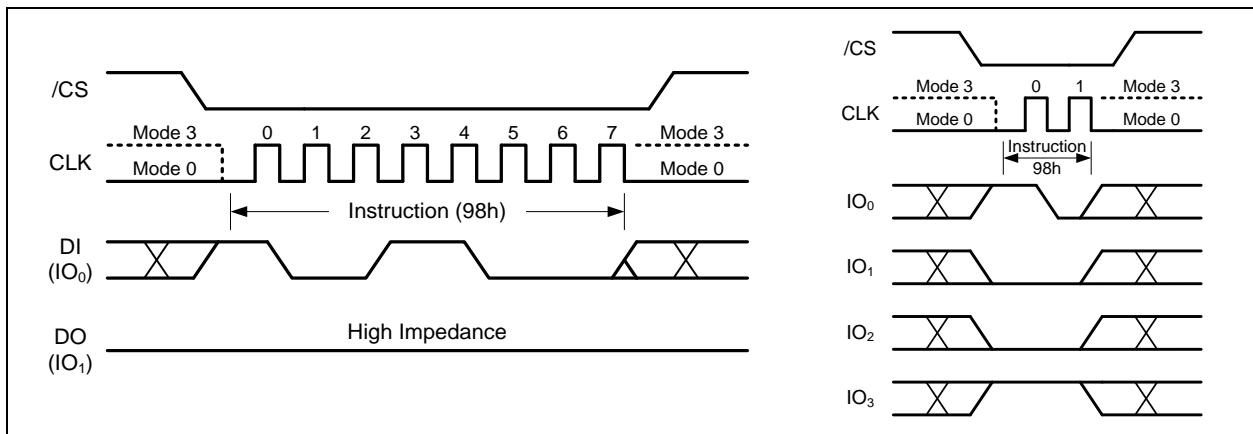 /CS
Mode 3 0 1 2 3 4 5 6 7 Mode 3
CLK
Mode 0 Mode 0
Instruction (98h)
DI
(IO₀)
High Impedance
DO
(IO₁)
/CS
Mode 3 0 1 Mode 3
CLK
Mode 0 Mode 0
Instruction
98h
IO₀
IO₁
IO₂
IO₃